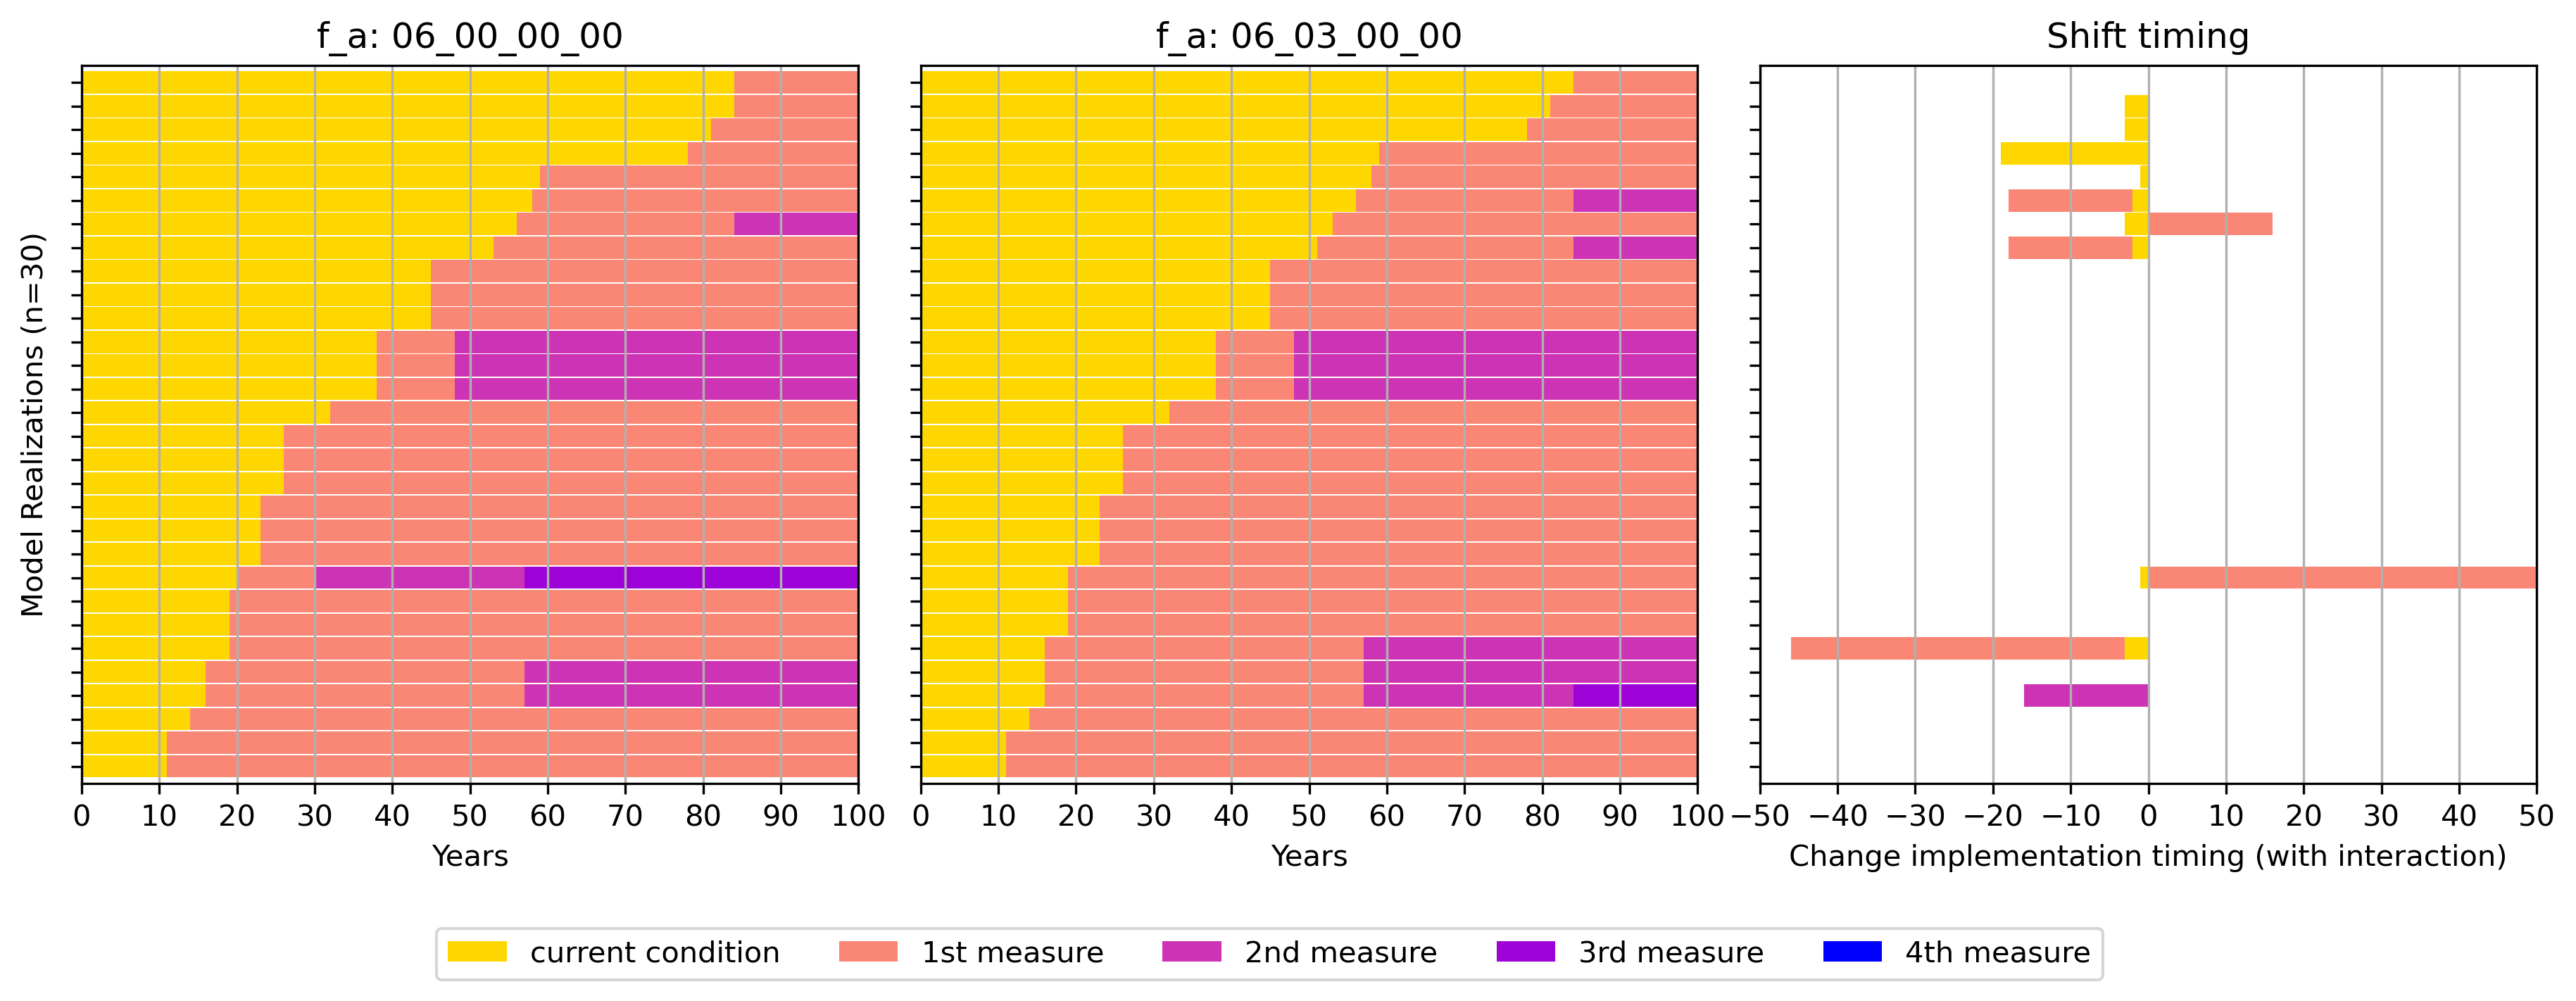 f_a: 06_00_00_00
f_a: 06_03_00_00
Shift timing
Model Realizations (n=30)
0 10 20 30 40 50 60 70 80 90 100
0 10 20 30 40 50 60 70 80 90 100
−50 −40 −30 −20 −10 0 10 20 30 40 50
Years
Years
Change implementation timing (with interaction)
current condition 1st measure 2nd measure 3rd measure 4th measure